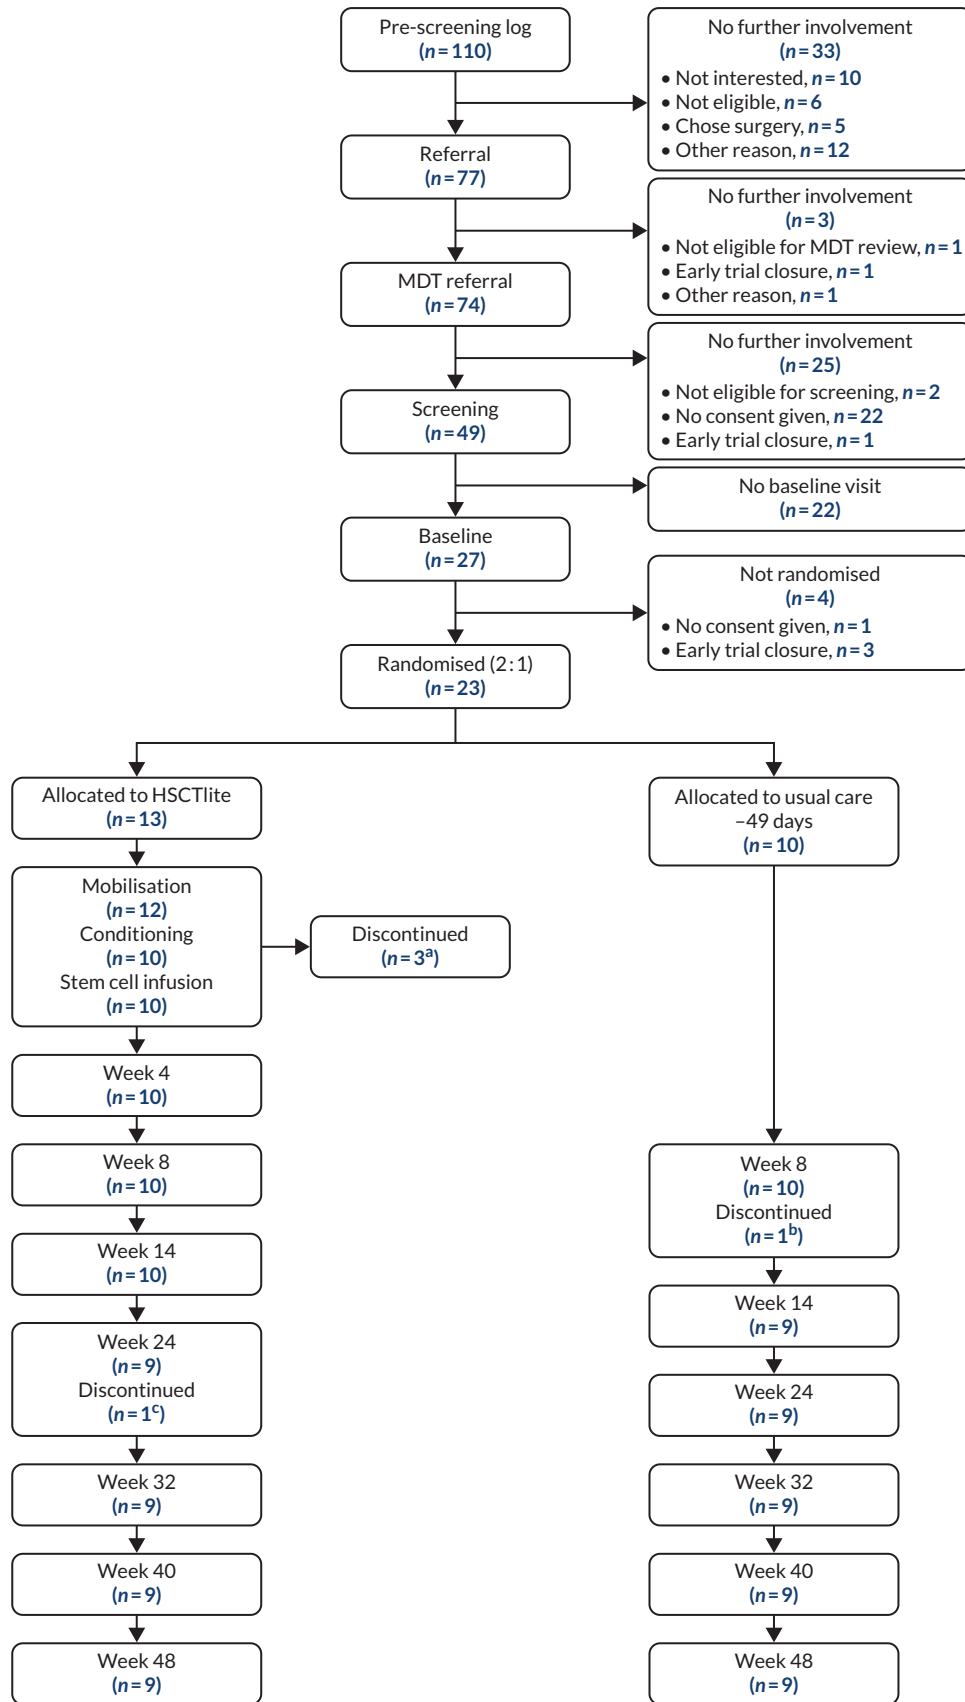 Pre-screening log
(n=110)
No further involvement
(n=33)
• Not interested, n=10
• Not eligible, n=6
• Chose surgery, n=5
• Other reason, n=12
Referral
(n=77)
No further involvement
(n=3)
• Not eligible for MDT review, n=1
• Early trial closure, n=1
• Other reason, n=1
MDT referral
(n=74)
No further involvement
(n=25)
• Not eligible for screening, n=2
• No consent given, n=22
• Early trial closure, n=1
Screening
(n=49)
No baseline visit
(n=22)
Baseline
(n=27)
Not randomised
(n=4)
• No consent given, n=1
• Early trial closure, n=3
Randomised (2:1)
(n=23)
Allocated to HSCTlite
(n=13)
Mobilisation
(n=12)
Conditioning
(n=10)
Stem cell infusion
(n=10)
Discontinued
(n=3a)
Week 4
(n=10)
Week 8
(n=10)
Week 14
(n=10)
Week 24
(n=9)
Discontinued
(n=1c)
Week 32
(n=9)
Week 40
(n=9)
Week 48
(n=9)
Allocated to usual care
–49 days
(n=10)
Week 8
(n=10)
Discontinued
(n=1b)
Week 14
(n=9)
Week 24
(n=9)
Week 32
(n=9)
Week 40
(n=9)
Week 48
(n=9)